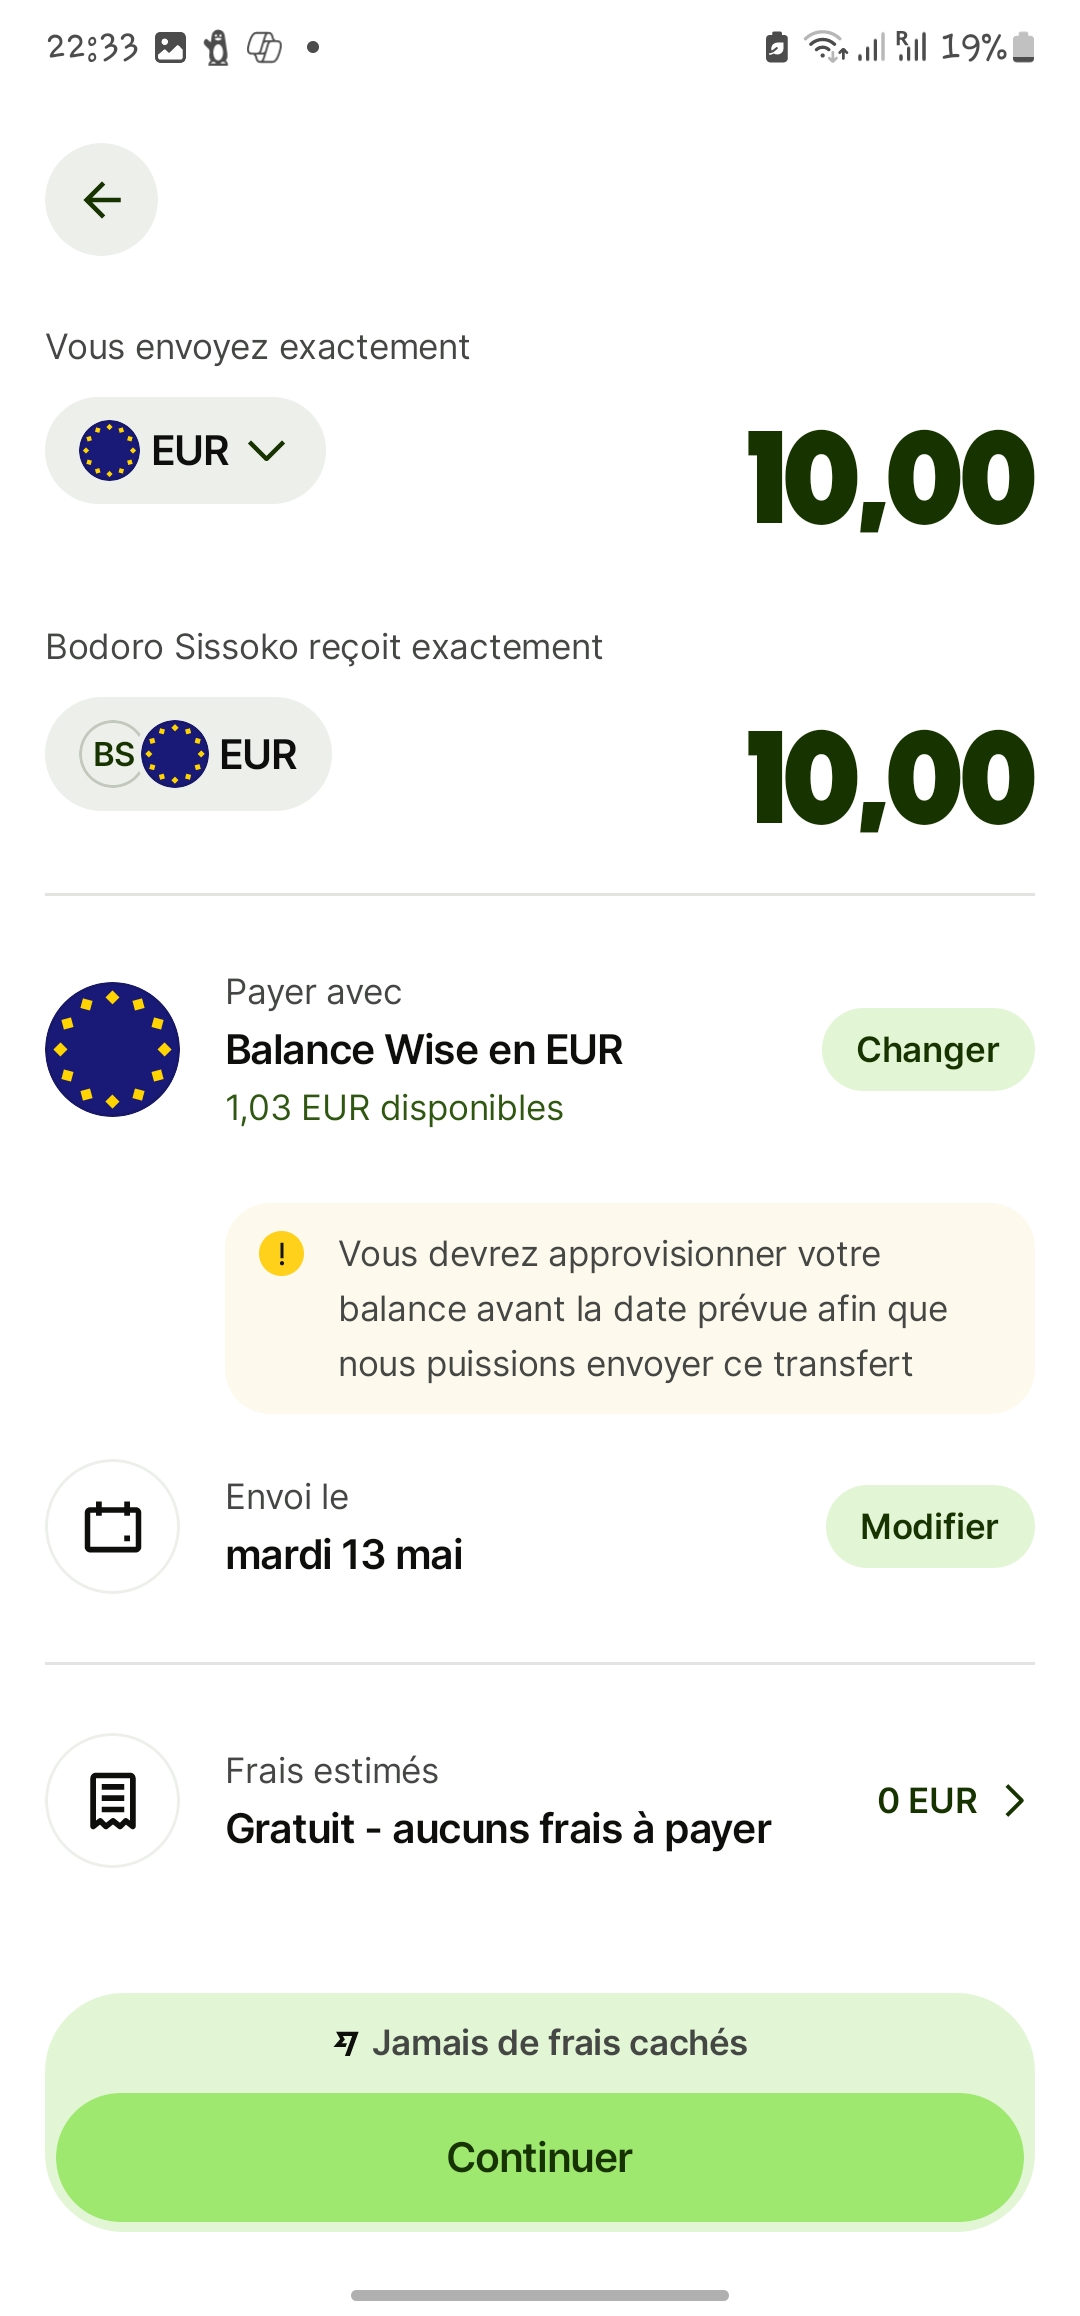 22:33
R
19%
Vous envoyez exactement
EUR
10,00
Bodoro Sissoko reçoit exactement
BS
EUR
10,00
Payer avec
Balance Wise en EUR
1,03 EUR disponibles
Changer
!
Vous devrez approvisionner votre
balance avant la date prévue afin que
nous puissions envoyer ce transfert
Envoi le
mardi 13 mai
Modifier
Frais estimés
Gratuit - aucuns frais à payer
0 EUR
Jamais de frais cachés
Continuer